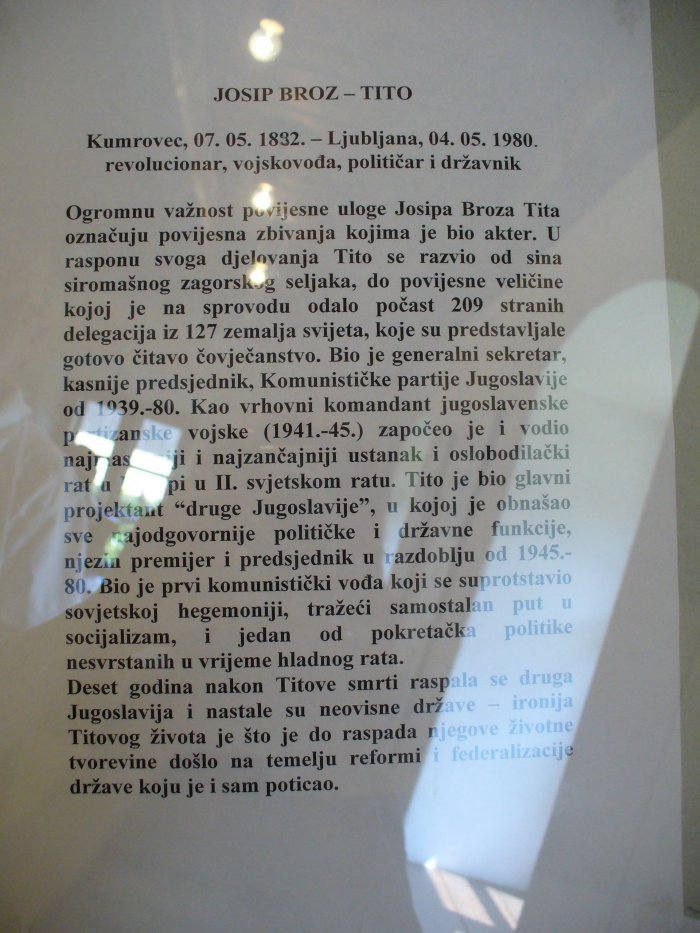 JOSIP BROZ – TITO
Kumrovec, 07. 05. 1882. – Ljubljana, 04. 05. 1980.
revolucionar, vojskovođa, političar i državnik
Ogromnu važnost povijesne uloge Josipa Broza Tita
označuju povijesna zbivanja kojima je bio akter. U
rasponu svoga djelovanja Tito se razvio od sina
siromašnog zagorskog seljaka, do povijesne veličine
kojoj je na sprovodu odalo počast 209 stranih
delegacija iz 127 zemalja svijeta, koje su predstavljale
gotovo čitavo čovječanstvo. Bio je generalni sekretar,
kasnije predsjednik, Komunističke partije Jugoslavije
od 1939.-80. Kao vrhovni komandant jugoslavenske
partizanske vojske (1941.-45.) započeo je i vodio
najmasovniji i najzančajniji ustanak i oslobodilački
rat u u II. svjetskom ratu. Tito je bio glavni
projektant “druge Jugoslavije”, u kojoj je obnašao
sve najodgovornije političke i državne funkcije,
njezin premijer i predsjednik u razdoblju od 1945.-
80. Bio je prvi komunistički vođa koji se suprotstavio
sovjetskoj hegemoniji, tražeći samostalan put u
socijalizam, i jedan od pokretačka politike
nesvrstanih u vrijeme hladnog rata.
Deset godina nakon Titove smrti raspala se druga
Jugoslavija i nastale su neovisne države – ironija
Titovog života je što je do raspada njegove životne
tvorevine došlo na temelju reformi i federalizacije
države koju je i sam poticao.